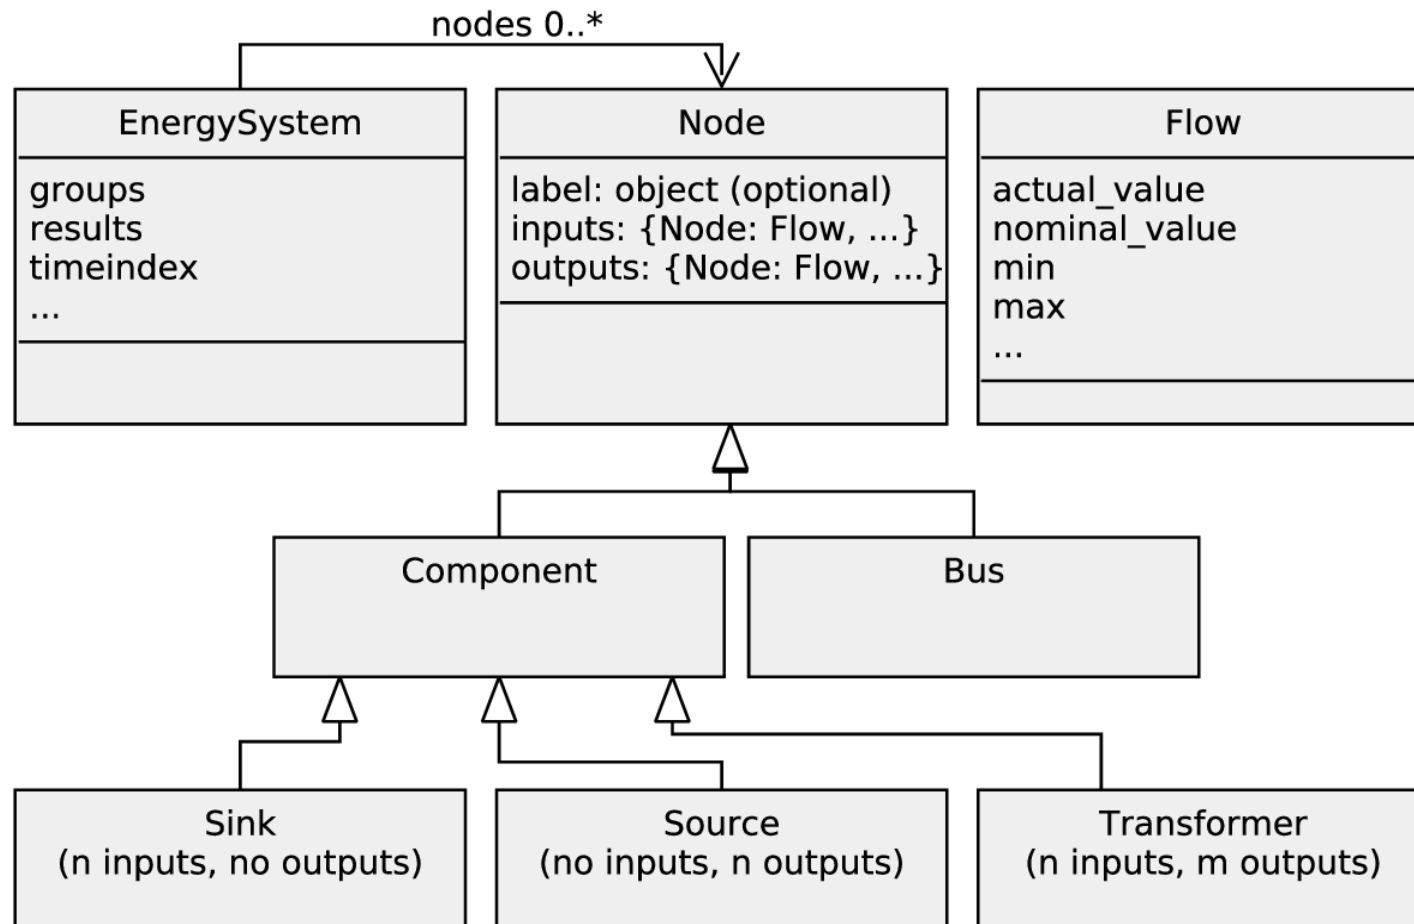 nodes 0..*
EnergySystem
groups
results
timeindex
...
Node
label: object (optional)
inputs: {Node: Flow, ...}
outputs: {Node: Flow, ...}
Flow
actual_value
nominal_value
min
max
...
Component
Bus
Sink
(n inputs, no outputs)
Source
(no inputs, n outputs)
Transformer
(n inputs, m outputs)